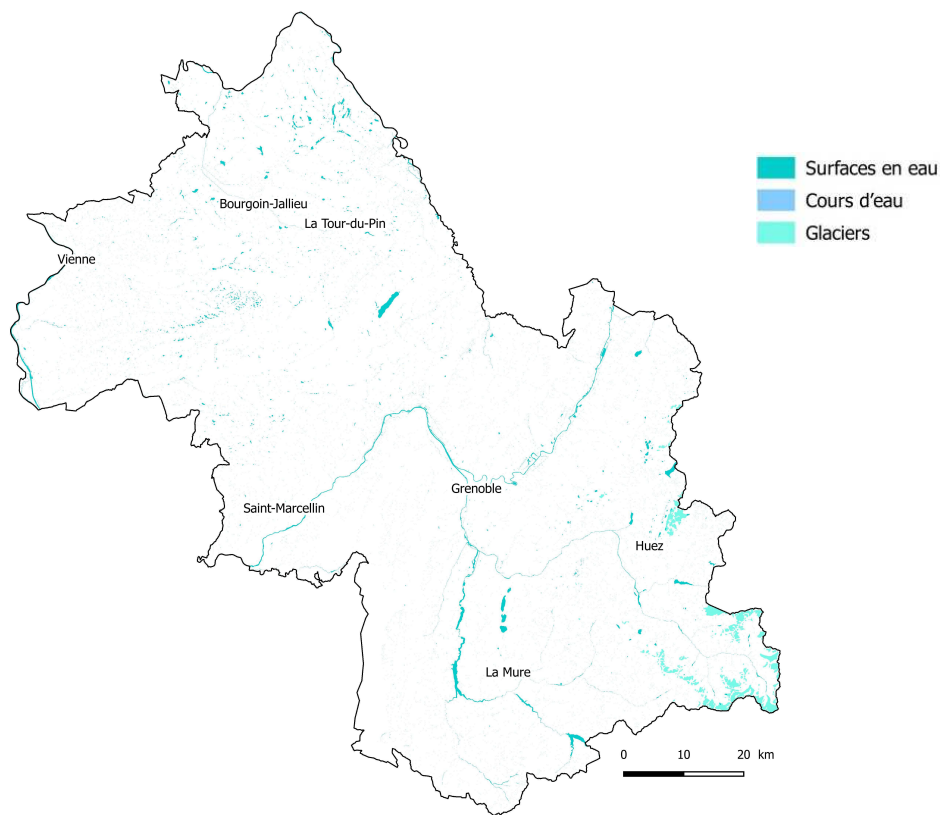 Surfaces en eau
Cours d'eau
Glaciers
Bourgoin-Jallieu
La Tour-du-Pin
Vienne
Grenoble
Saint-Marcellin
Huez
La Mure
0 10 20 km